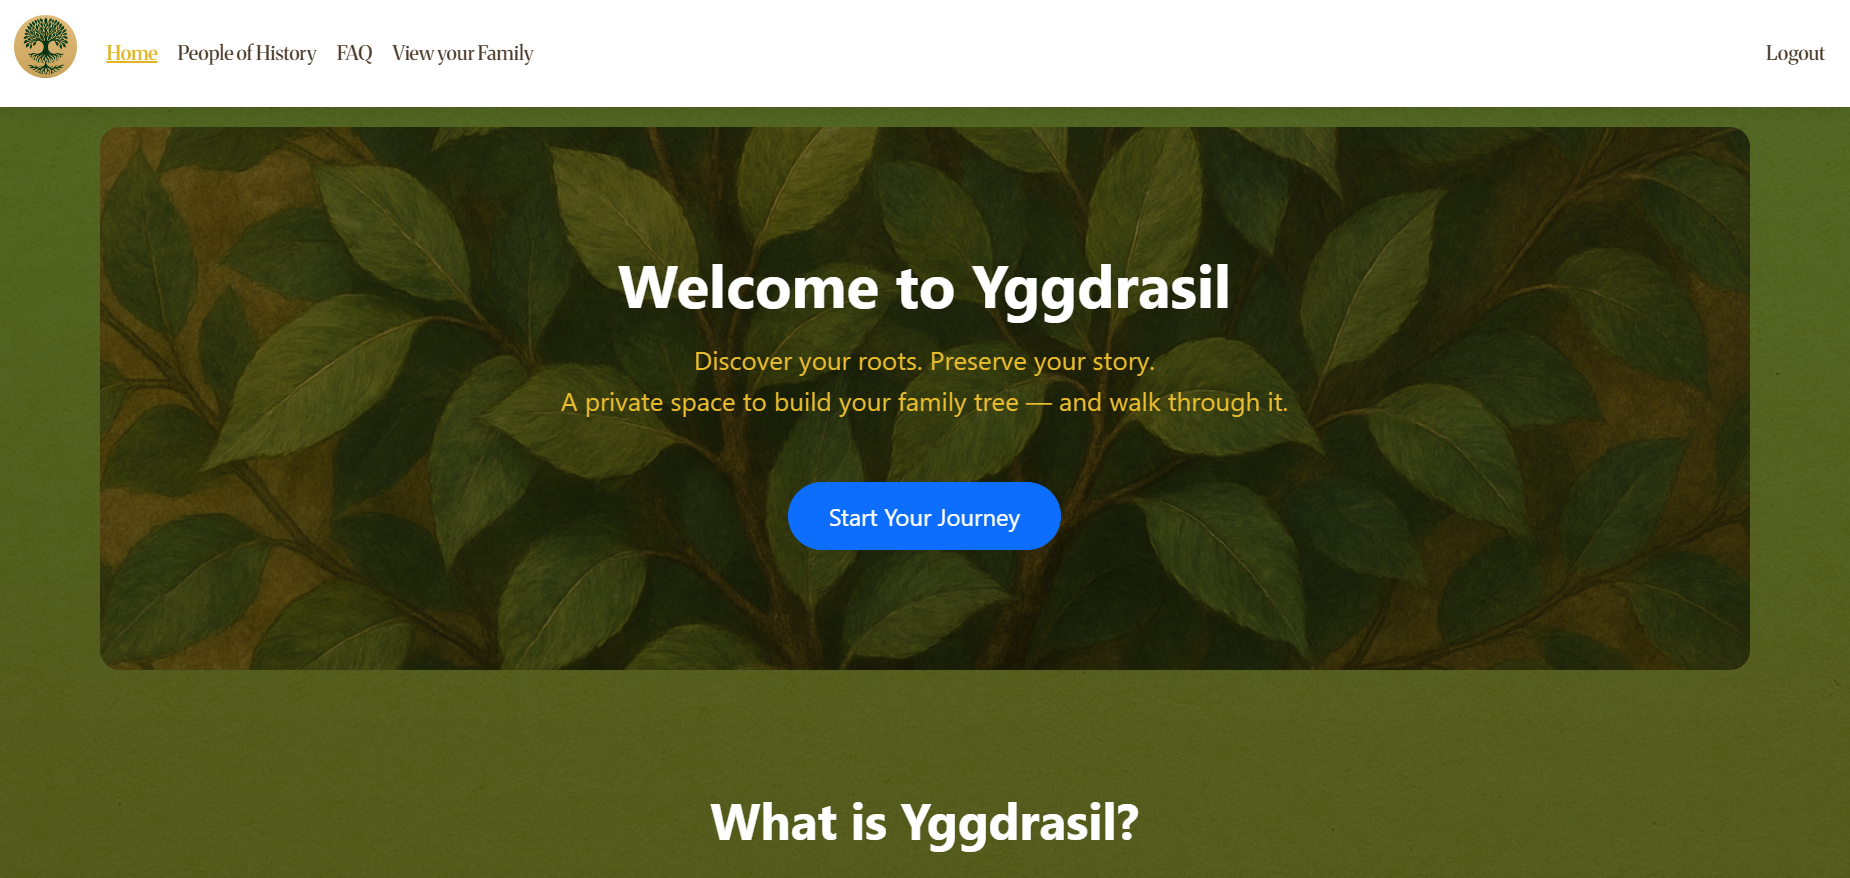 Home People of History FAQ View your Family Logout
Welcome to Yggdrasil
Discover your roots. Preserve your story.
A private space to build your family tree — and walk through it.
Start Your Journey
What is Yggdrasil?